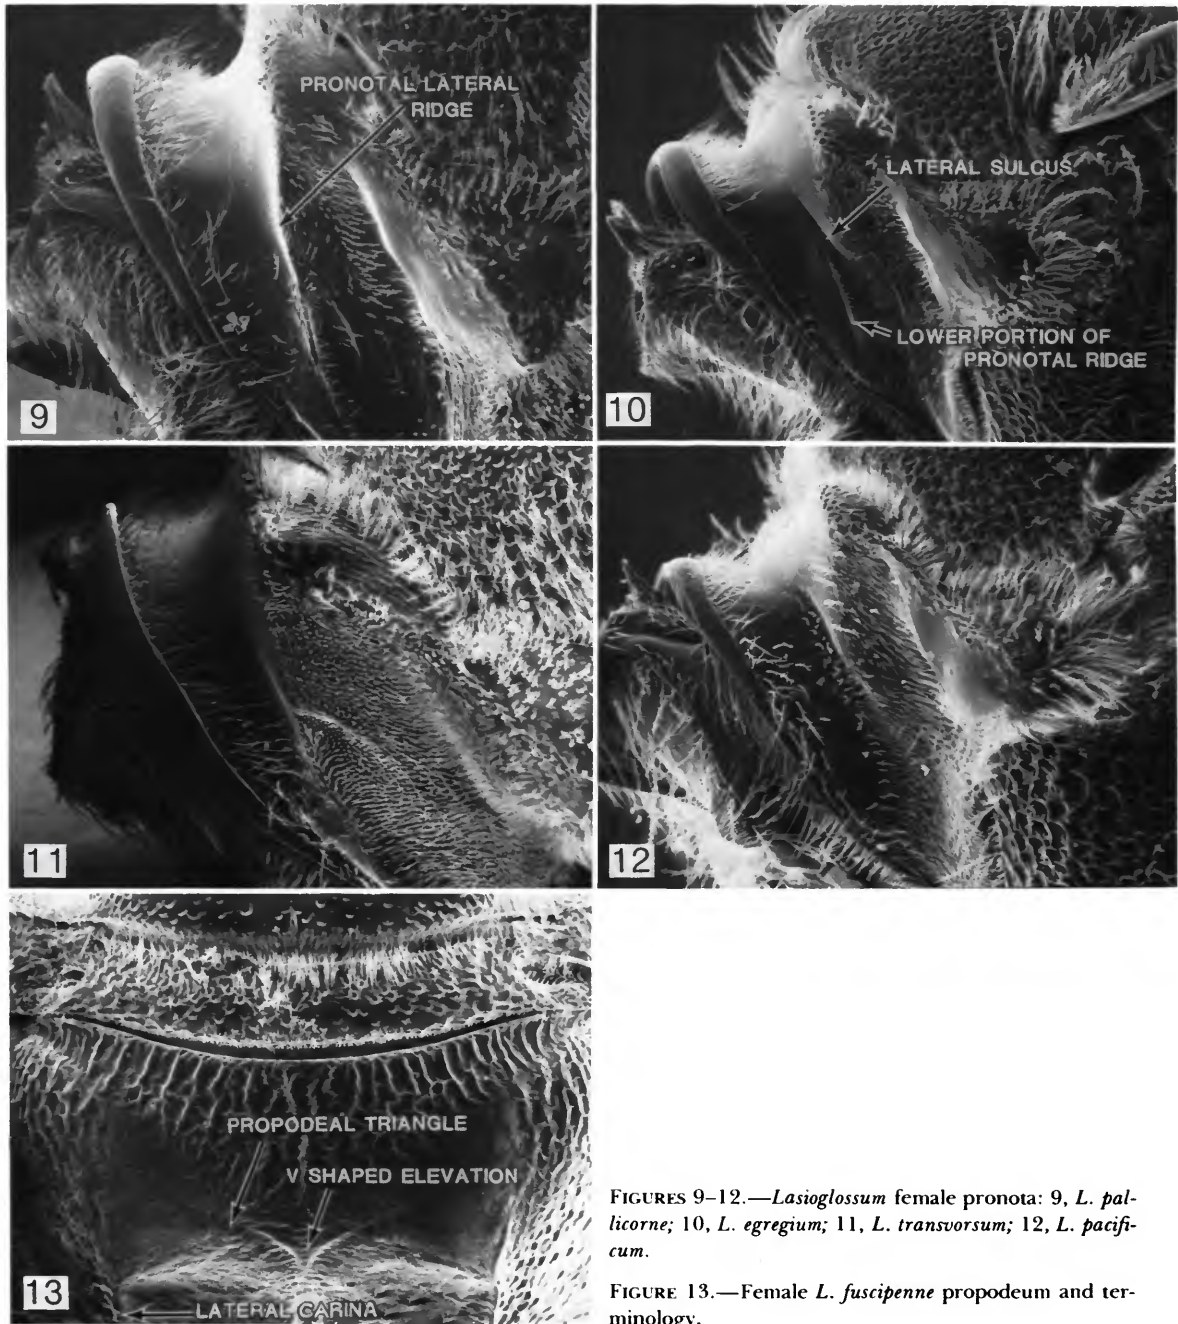 PRONOTAL LATERAL
RIDGE
9
LATERAL SULCUS
LOWER PORTION OF
PRONOTAL RIDGE
10
11
12
PROPODEAL TRIANGLE
V SHAPED ELEVATION
LATERAL CARINA
13
FIGURES 9–12.—Lasioglossum female pronota: 9, L. pal-
licorne; 10, L. egregium; 11, L. transvorsum; 12, L. pacifi-
cum.
FIGURE 13.—Female L. fuscipenne propodeum and ter-
minology.